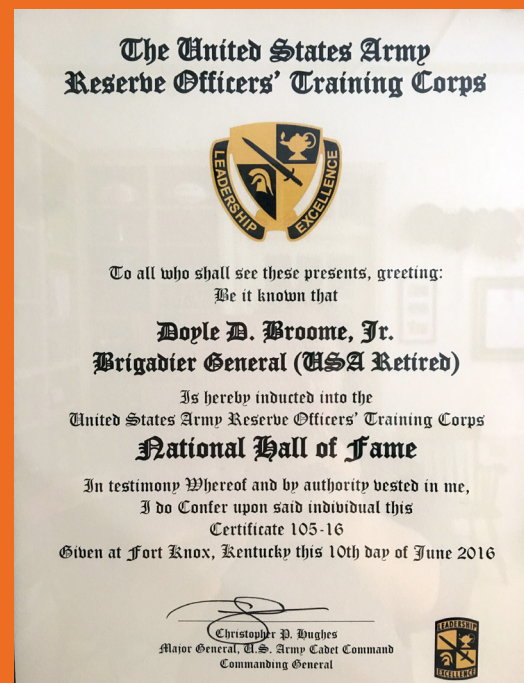 The United States Army
Reserve Officers' Training Corps
LEADERSHIP
EXCELLENCE
To all who shall see these presents, greeting:
Be it known that
Doyle D. Broome, Jr.
Brigadier General (USA Retired)
Is hereby inducted into the
United States Army Reserve Officers' Training Corps
National Hall of Fame
In testimony Whereof and by authority vested in me,
I do Confer upon said individual this
Certificate 105-16
Given at Fort Knox, Kentucky this 10th day of June 2016
Christopher P. Hughes
Major General, U.S. Army Cadet Command
Commanding General
LEADERSHIP
EXCELLENCE